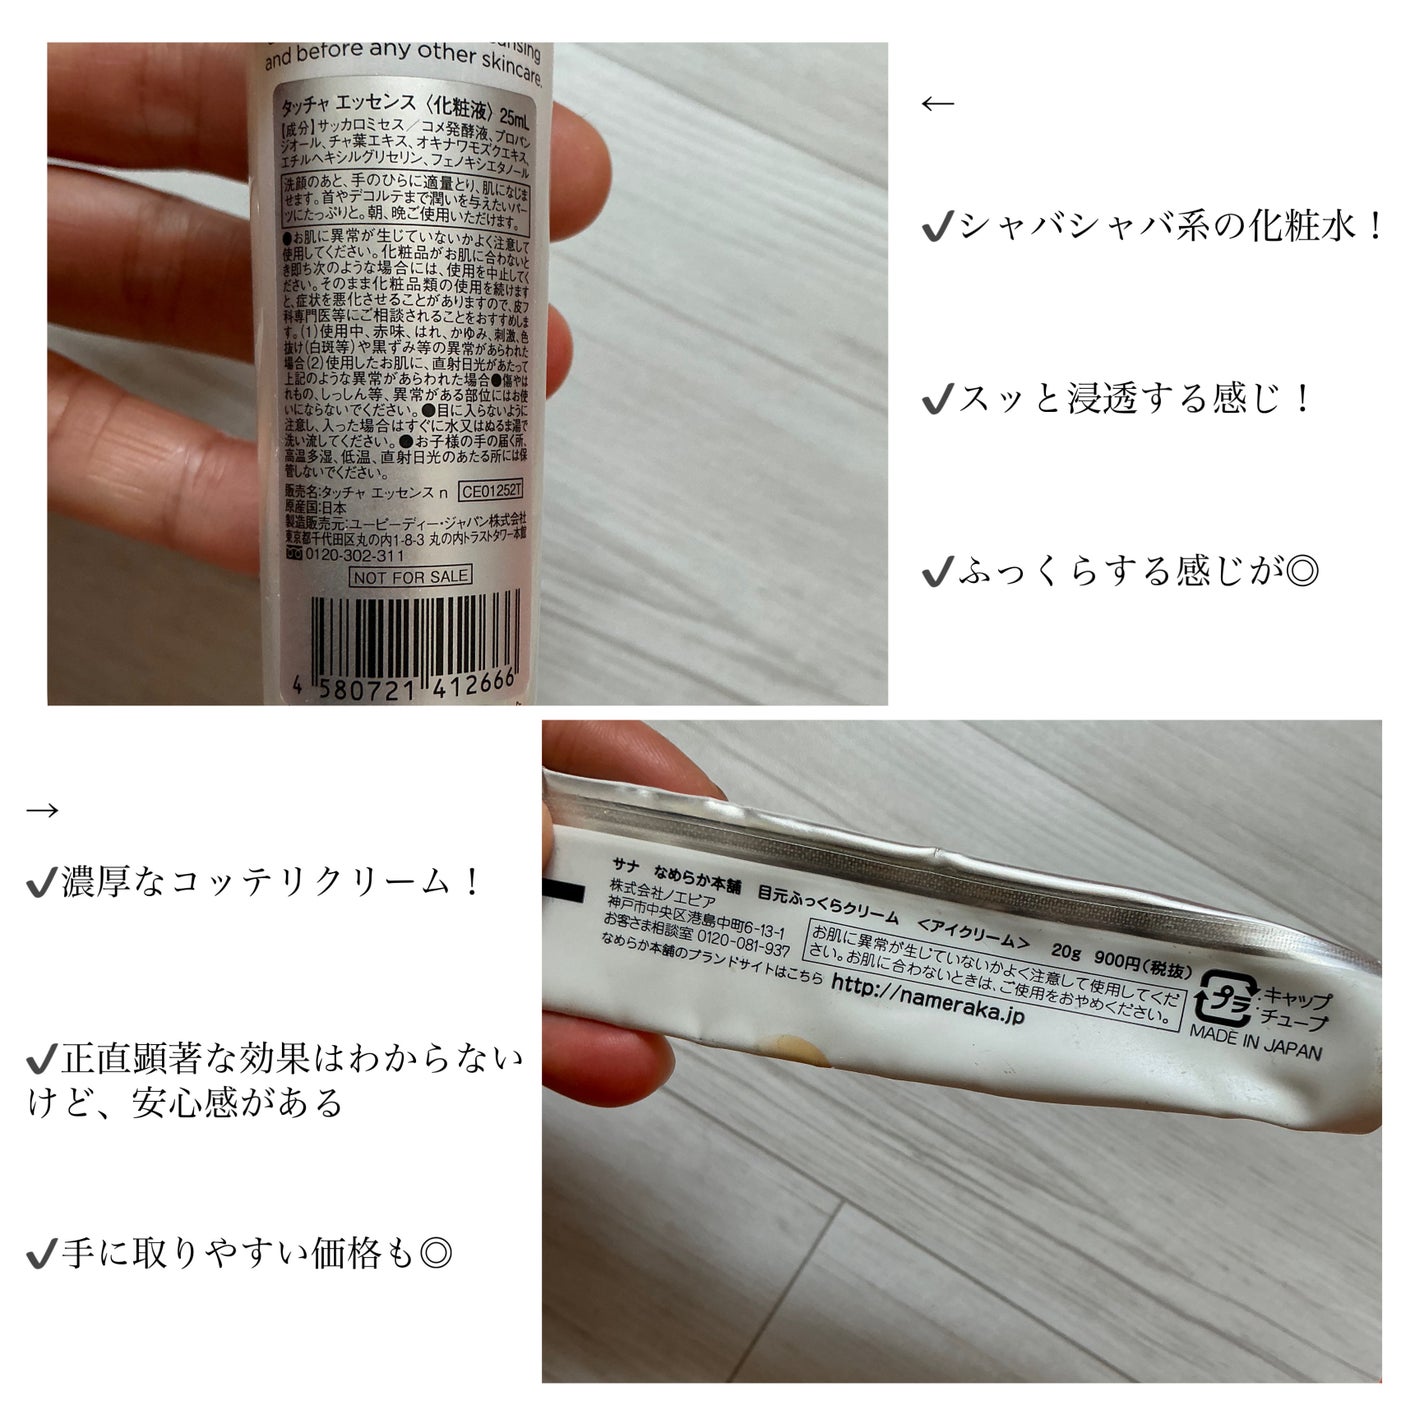 and before any other skincare.
タッチャ エッセンス〈化粧液〉25mL
【成分】サッカロミセス／コメ発酵液、プロパン
ジオール、チャ葉エキス、オキナワモズクエキス、
エチルヘキシルグリセリン、フェノキシエタノール
洗顔のあと、手のひらに適量とり、肌になじま
せます。首やデコルテまで潤いを与えたいパー
ツにたっぷりと。朝、晩ご使用いただけます。
●お肌に異常が生じていないかよく注意して
使用してください。化粧品がお肌に合わないと
き即ち次のような場合には、使用を中止してく
ださい。そのまま化粧品類の使用を続けます
と、症状を悪化させることがありますので、皮フ
科専門医等にご相談されることをおすすめしま
す。(1)使用中、赤味、はれ、かゆみ、刺激、色
抜け(白斑等)や黒ずみ等の異常があらわれた
場合(2)使用したお肌に、直射日光があたって
上記のような異常があらわれた場合●傷やは
れもの、しっしん等、異常がある部位にはお使
いにならないでください。●目に入らないように
注意し、入った場合はすぐに水又はぬるま湯で
洗い流してください。●お子様の手の届く所、
高温多湿、低温、直射日光のあたる所には保
管しないでください。
販売名:タッチャ エッセンス n CE01252T
原産国:日本
製造販売元:ユービーディー・ジャパン株式会社
東京都千代田区丸の内1-8-3 丸の内トラストタワー本館
0120-302-311
NOT FOR SALE
4 580721 412666
←
✔シャバシャバ系の化粧水！
✔スッと浸透する感じ！
✔ふっくらする感じが◎
→
✔濃厚なコッテリクリーム！
✔正直顕著な効果はわからない
けど、安心感がある
✔手に取りやすい価格も◎
サナ なめらか本舗 目元ふっくらクリーム ＜アイクリーム＞ 20g 900円(税抜)
株式会社ノエビア
神戸市中央区港島中町6-13-1
お客さま相談室 0120-081-937
なめらか本舗のブランドサイトはこちら http://nameraka.jp
お肌に異常が生じていないかよく注意して使用してくだ
さい。お肌に合わないときは、ご使用をおやめください。
プラ
:キャップ
:チューブ
MADE IN JAPAN